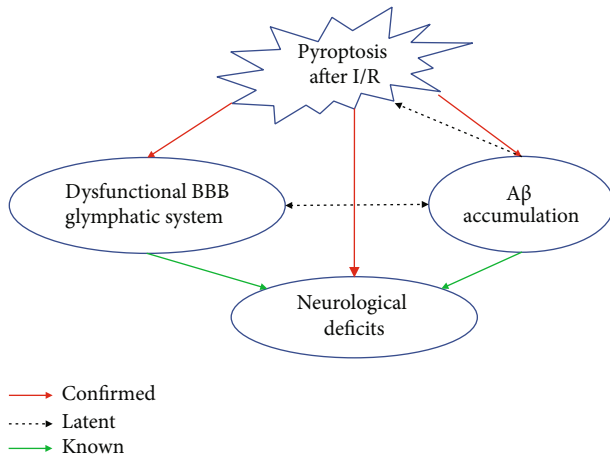 Pyroptosis
after I/R
Dysfunctional BBB
glymphatic system
Aβ
accumulation
Neurological
deficits
Confirmed
Latent
Known